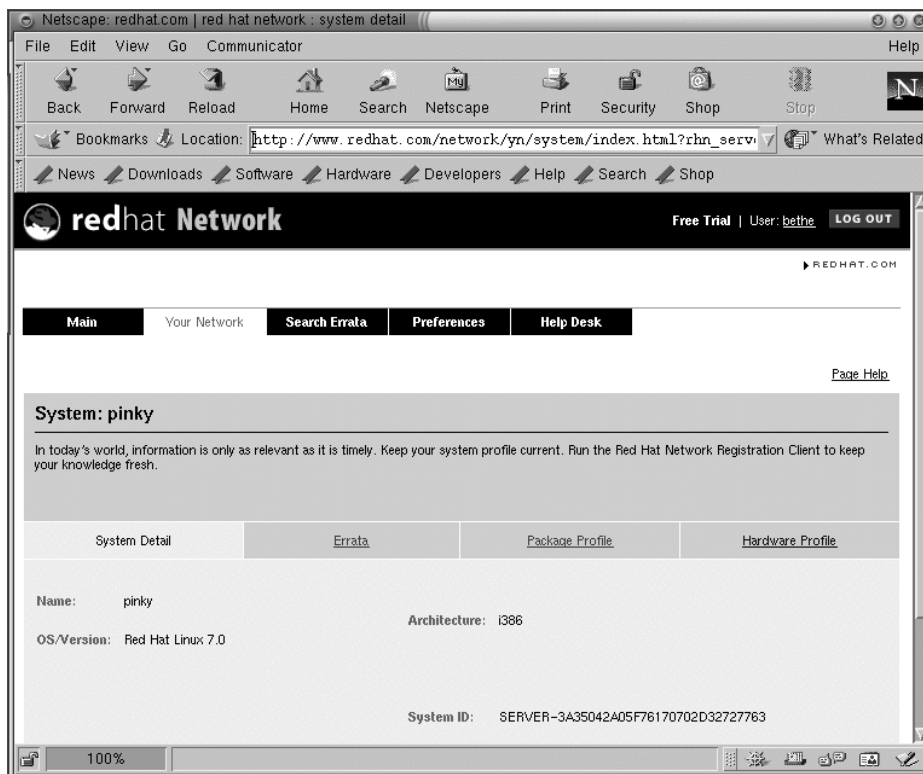 Netscape: redhat.com | red hat network : system detail
File Edit View Go Communicator Help
Back Forward Reload Home Search Netscape Print Security Shop Stop
My
N
Bookmarks Location: http://www.redhat.com/network/yn/system/index.html?rhn_serv What's Related
News Downloads Software Hardware Developers Help Search Shop
redhat Network
Free Trial | User: bethe LOG OUT
REDHAT.COM
Main Your Network Search Errata Preferences Help Desk
Page Help
System: pinky
In today's world, information is only as relevant as it is timely. Keep your system profile current. Run the Red Hat Network Registration Client to keep
your knowledge fresh.
System Detail Errata Package Profile Hardware Profile
Name: pinky
Architecture: i386
OS/Version: Red Hat Linux 7.0
System ID: SERVER-3A35042A05F76170702D32727763
100%